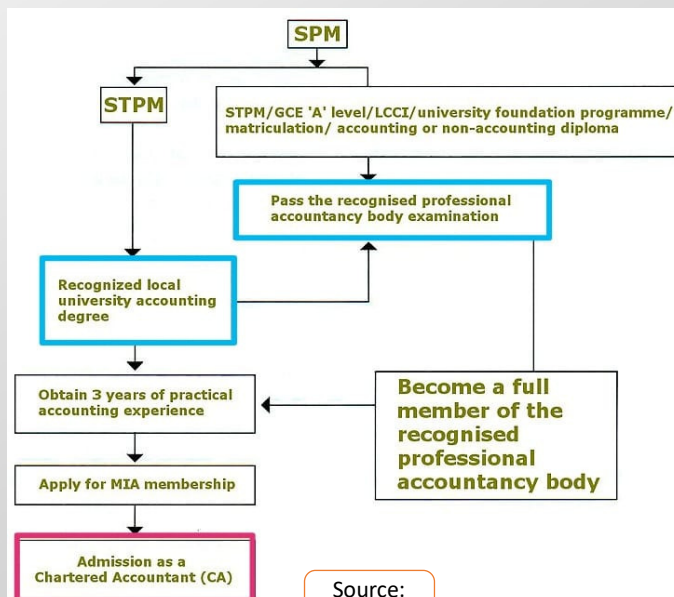 SPM
STPM
STPM/GCE 'A' level/LCCI/university foundation programme/
matriculation/ accounting or non-accounting diploma
Pass the recognised professional
accountancy body examination
Recognized local
university accounting
degree
Obtain 3 years of practical
accounting experience
Become a full
member of the
recognised
professional
accountancy body
Apply for MIA membership
Admission as a
Chartered Accountant (CA)
Source: